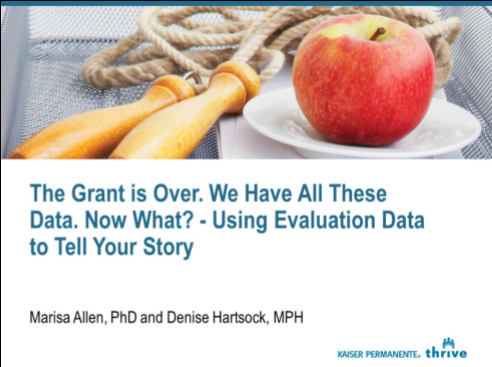 The Grant is Over. We Have All These
Data. Now What? - Using Evaluation Data
to Tell Your Story
Marisa Allen, PhD and Denise Hartsock, MPH
KAISER PERMANENTE. thrive